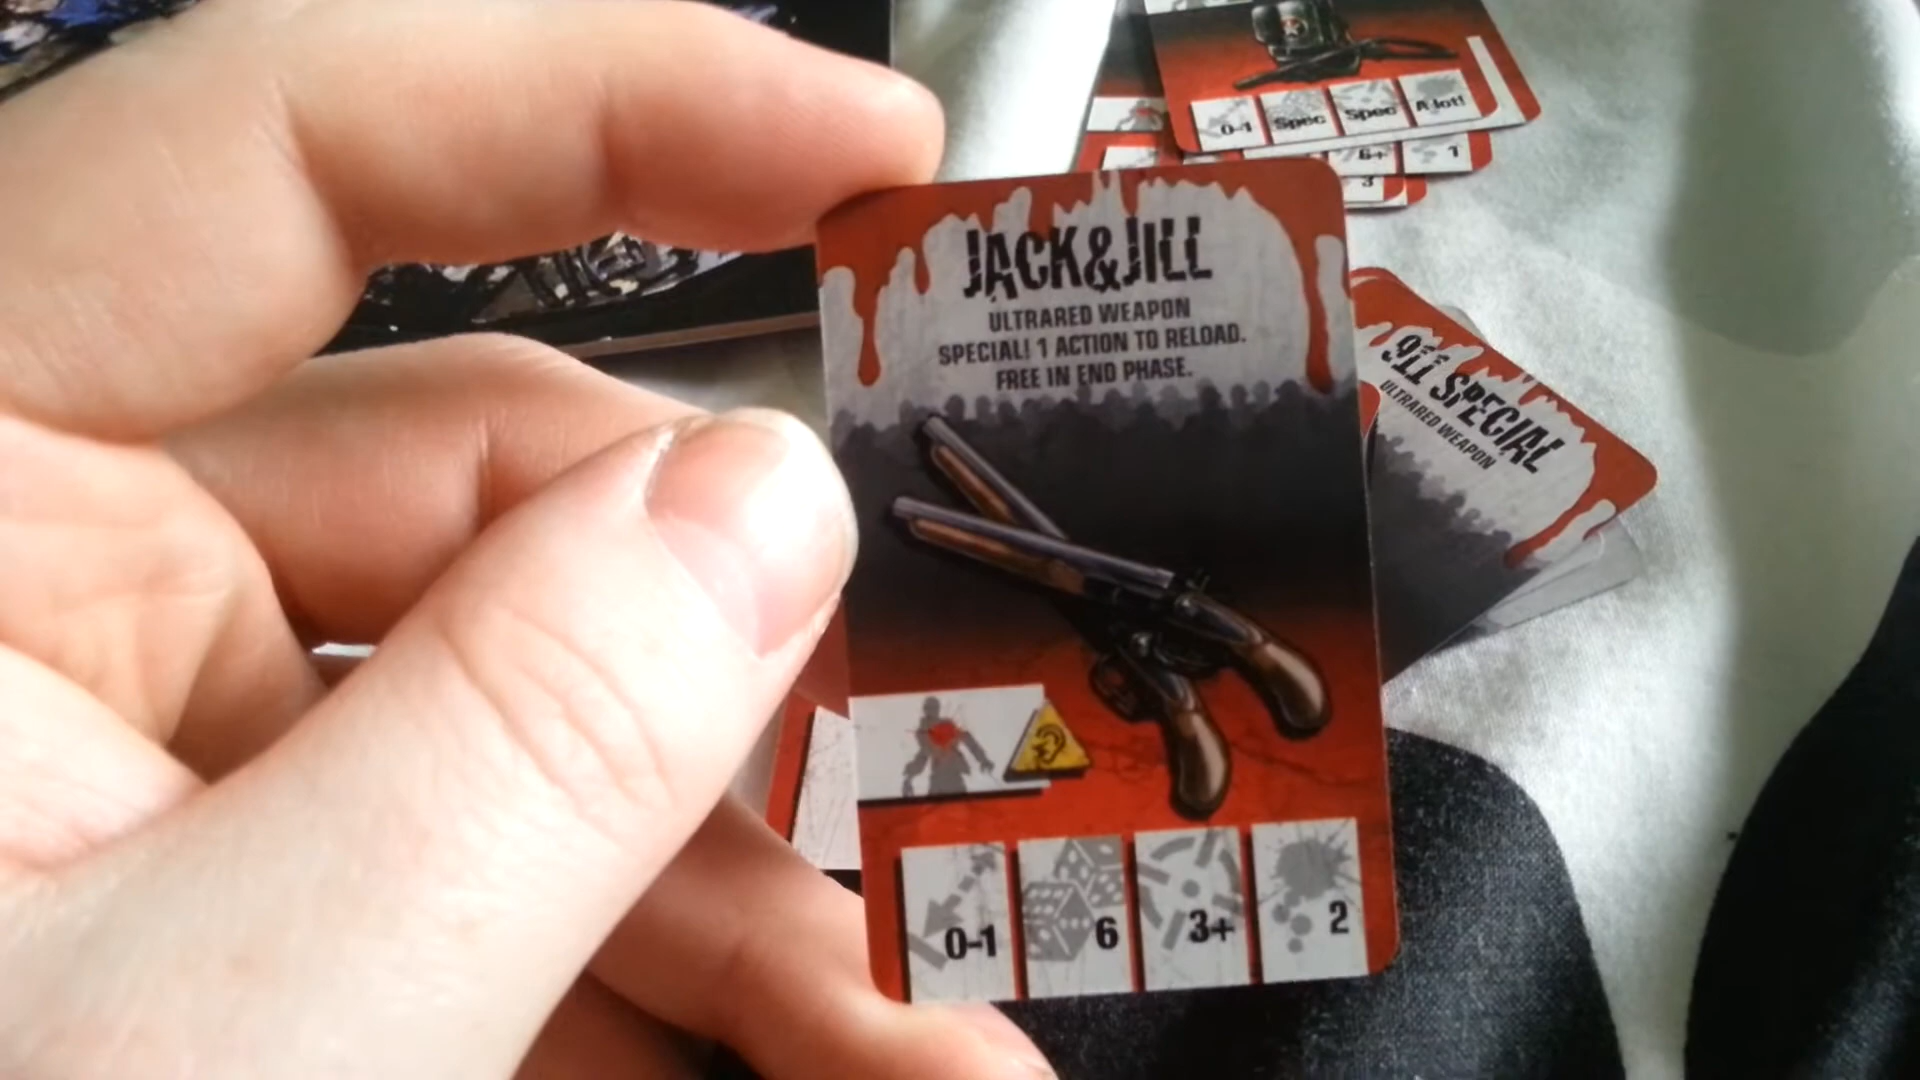 0-1 Spec Spec A lot!
6+ 1
3
JACK&JILL
ULTRARED WEAPON
SPECIAL! 1 ACTION TO RELOAD.
FREE IN END PHASE.
911 SPECIAL
ULTRARED WEAPON
0-1 6 3+ 2